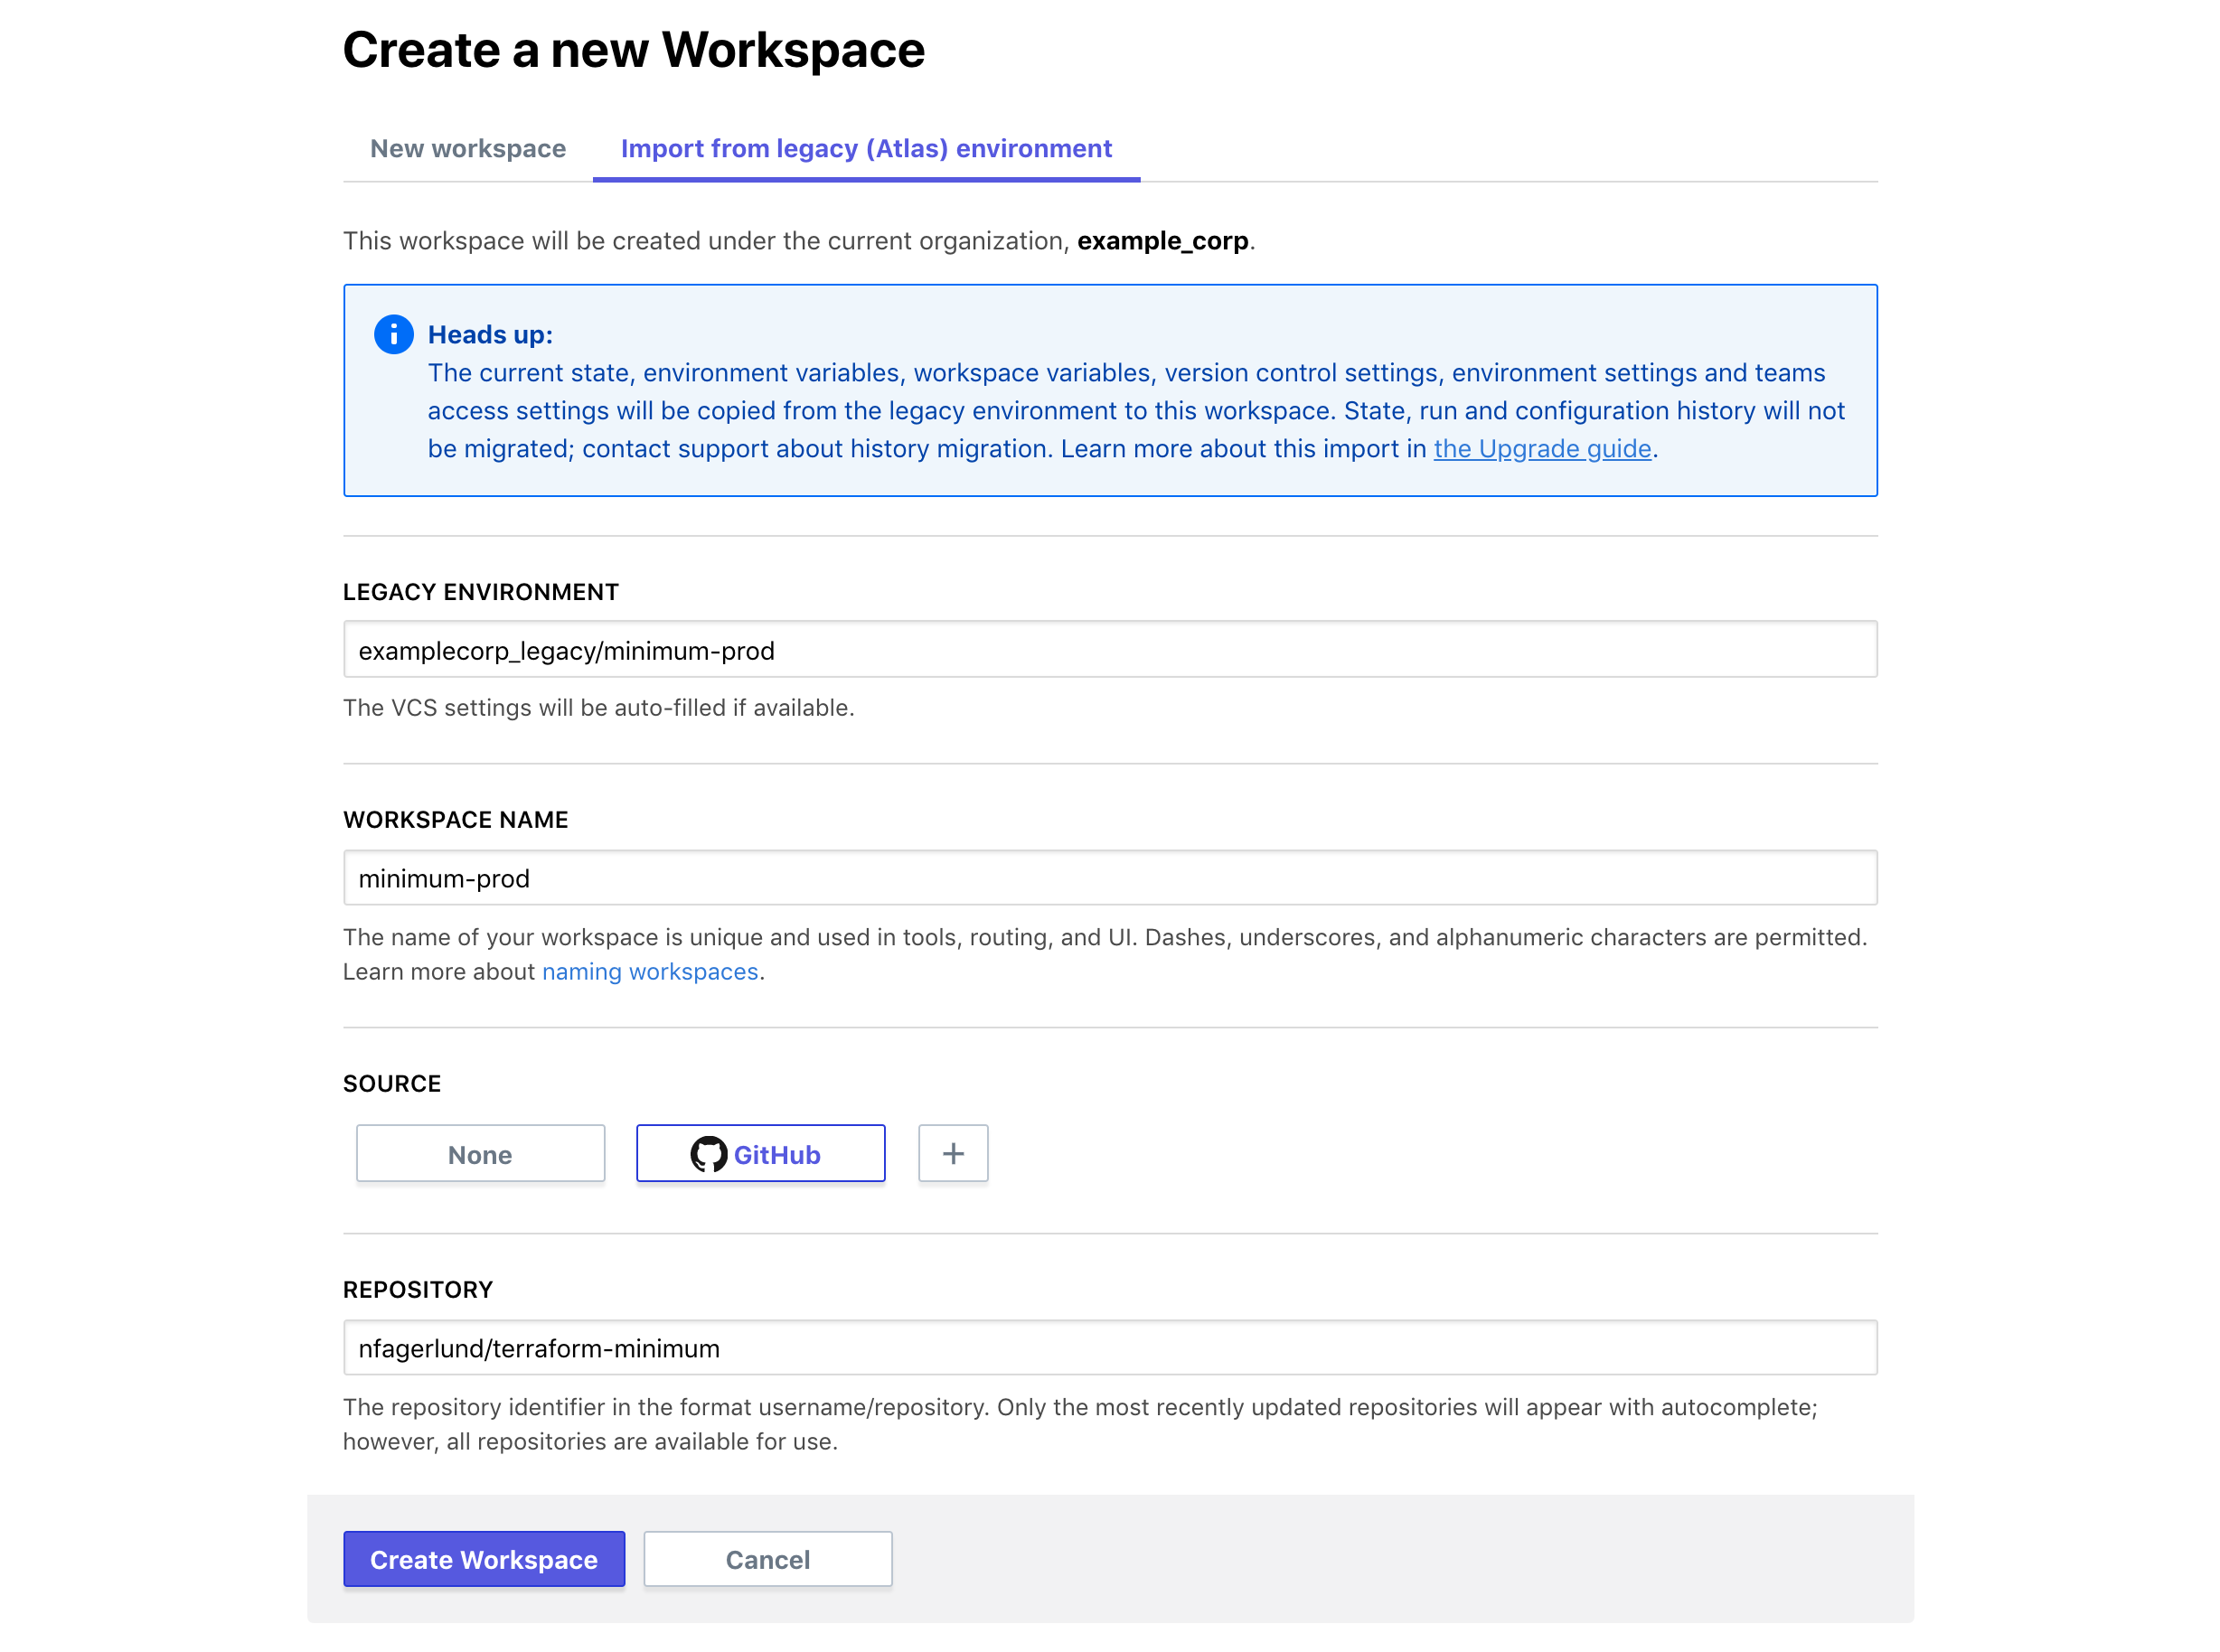 Create a new Workspace
New workspace
Import from legacy (Atlas) environment
This workspace will be created under the current organization, example_corp.
Heads up:
The current state, environment variables, workspace variables, version control settings, environment settings and teams
access settings will be copied from the legacy environment to this workspace. State, run and configuration history will not
be migrated; contact support about history migration. Learn more about this import in the Upgrade guide.
LEGACY ENVIRONMENT
examplecorp_legacy/minimum-prod
The VCS settings will be auto-filled if available.
WORKSPACE NAME
minimum-prod
The name of your workspace is unique and used in tools, routing, and UI. Dashes, underscores, and alphanumeric characters are permitted.
Learn more about naming workspaces.
SOURCE
None
GitHub
+
REPOSITORY
nfagerlund/terraform-minimum
The repository identifier in the format username/repository. Only the most recently updated repositories will appear with autocomplete;
however, all repositories are available for use.
Create Workspace
Cancel